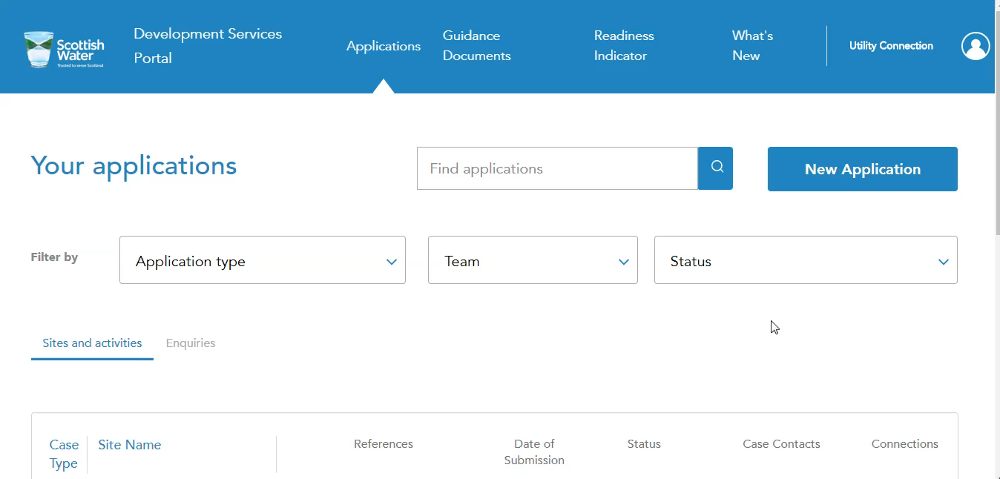 Scottish
Water
Trusted to serve Scotland
Development Services
Portal
Applications
Guidance
Documents
Readiness
Indicator
What's
New
Utility Connection
Your applications
Find applications
New Application
Filter by
Application type
Team
Status
Sites and activities
Enquiries
Case
Type
Site Name
References
Date of
Submission
Status
Case Contacts
Connections